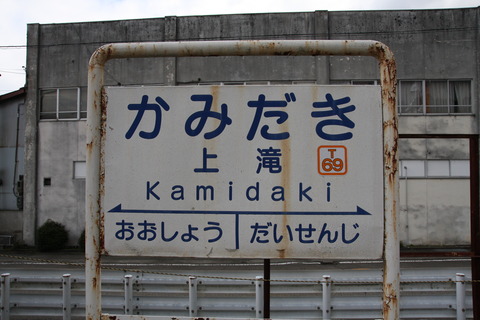 かみだき
上滝
T
69
Kamidaki
おおしょう だいせんじ